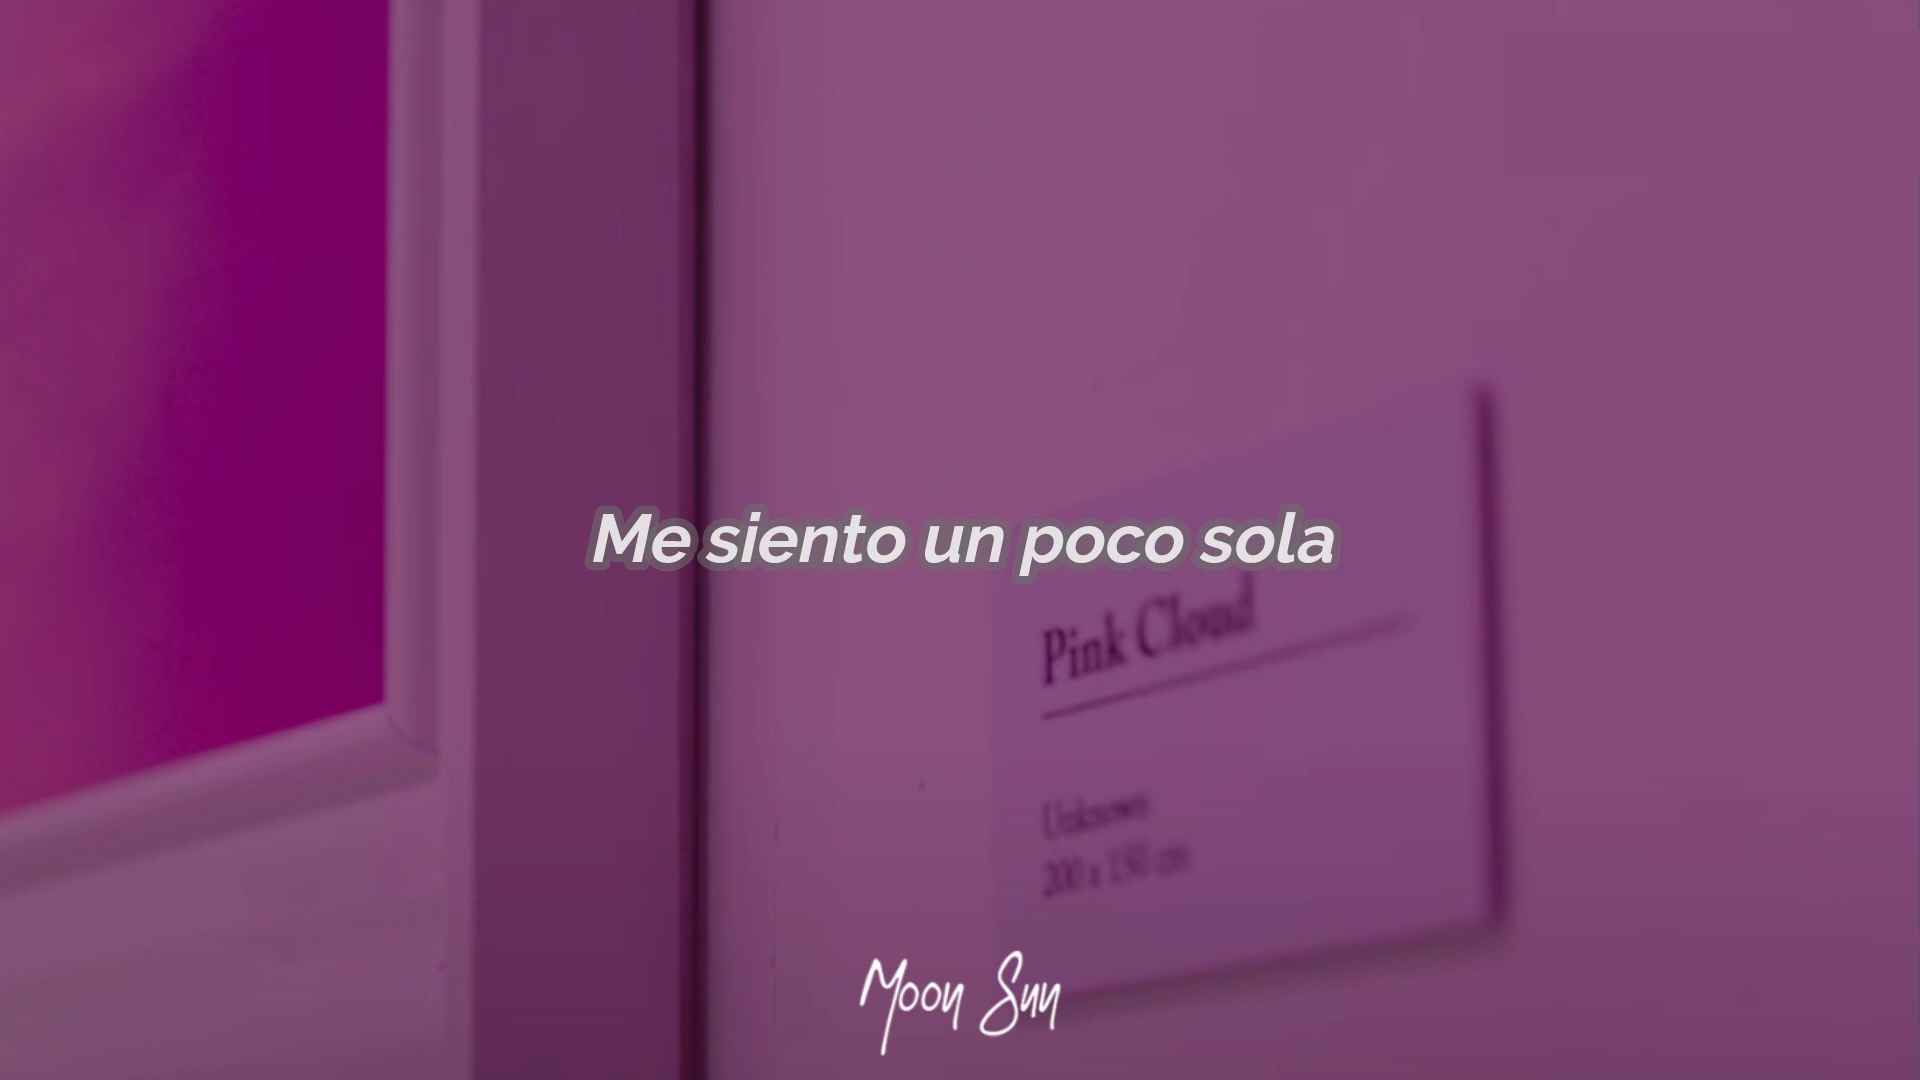 Me siento un poco sola
Pink Cloud
Unknown
200 x 150 cm
Moon Sun